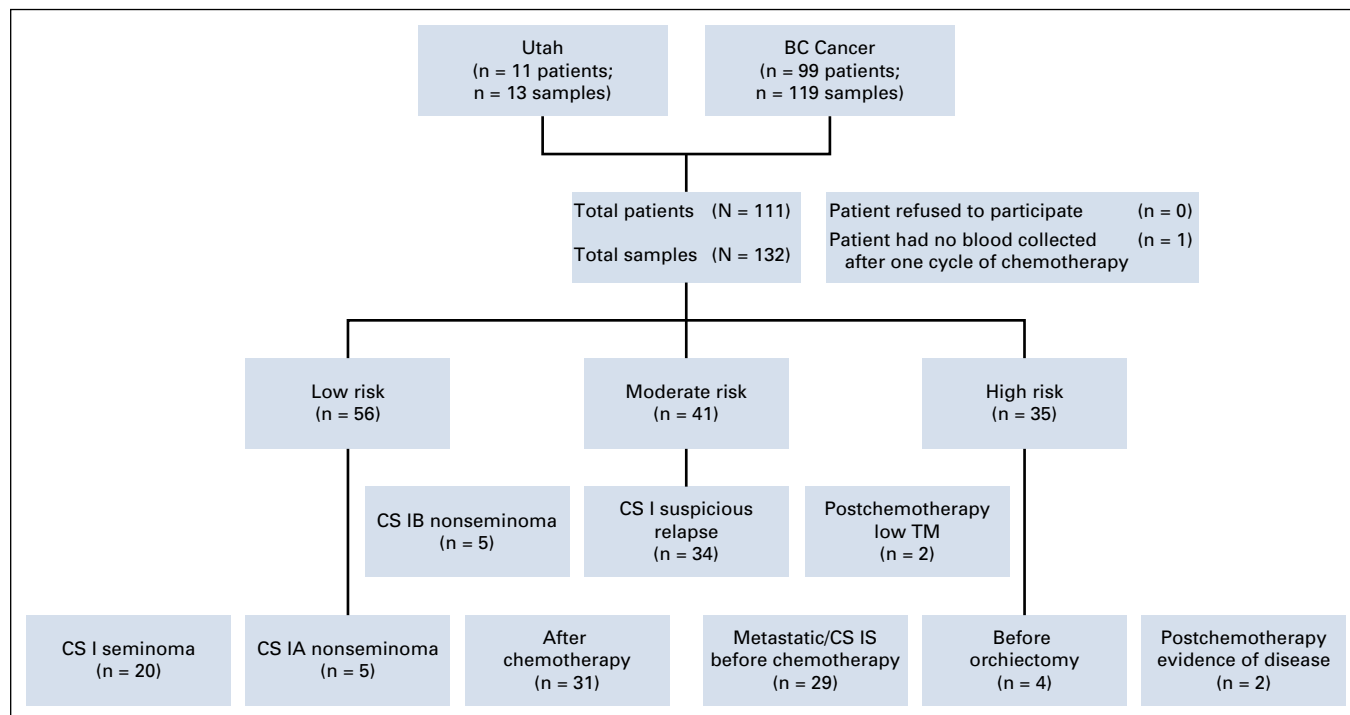 Utah
(n = 11 patients;
n = 13 samples)
BC Cancer
(n = 99 patients;
n = 119 samples)
Total patients (N = 111)
Total samples (N = 132)
Patient refused to participate (n = 0)
Patient had no blood collected (n = 1)
after one cycle of chemotherapy
Low risk
(n = 56)
Moderate risk
(n = 41)
High risk
(n = 35)
CS IB nonseminoma
(n = 5)
CS I suspicious
relapse
(n = 34)
Postchemotherapy
low TM
(n = 2)
CS I seminoma
(n = 20)
CS IA nonseminoma
(n = 5)
After
chemotherapy
(n = 31)
Metastatic/CS IS
before chemotherapy
(n = 29)
Before
orchiectomy
(n = 4)
Postchemotherapy
evidence of disease
(n = 2)